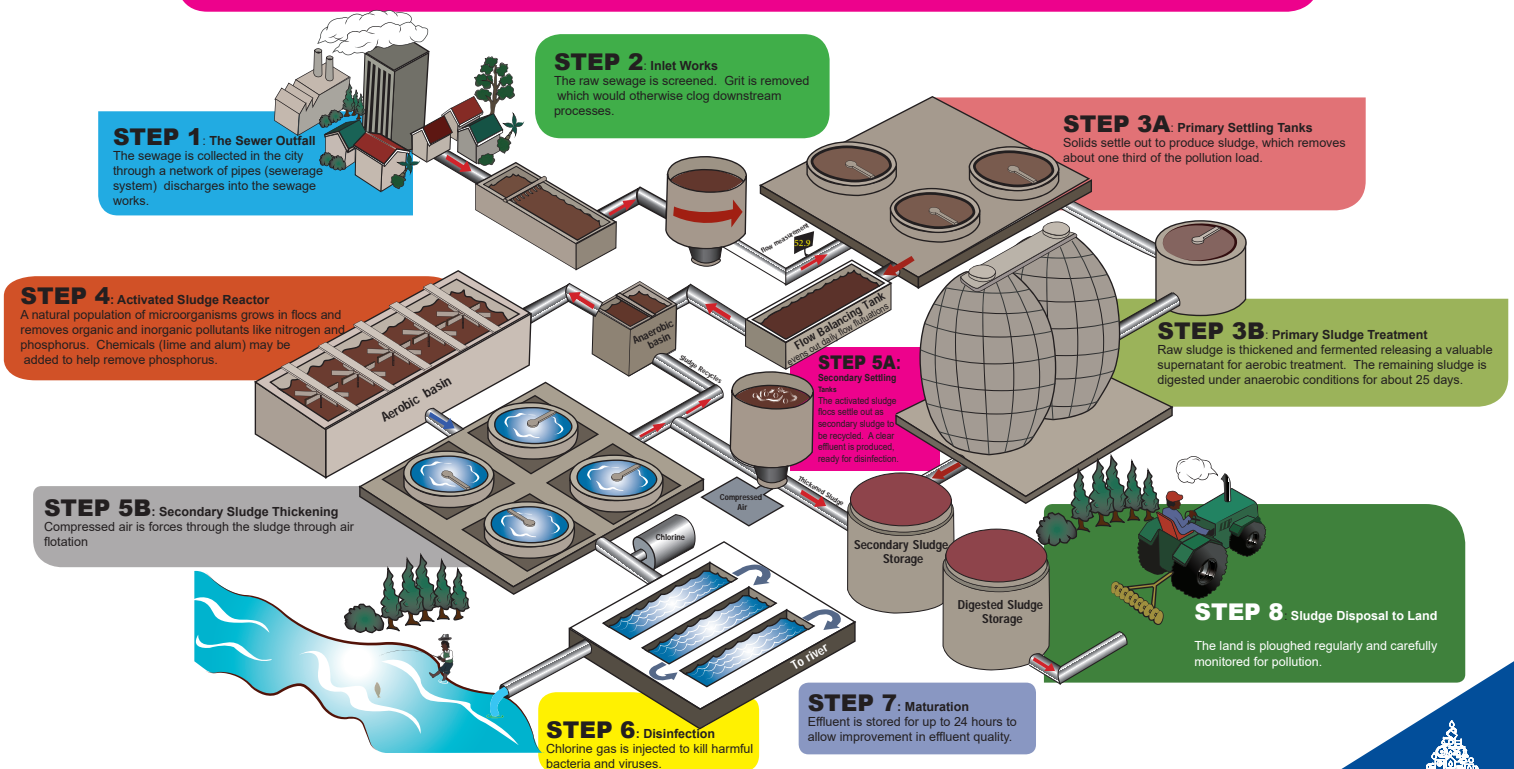 STEP 1: The Sewer Outfall
The sewage is collected in the city
through a network of pipes (sewerage
system) discharges into the sewage
works.
STEP 2: Inlet Works
The raw sewage is screened. Grit is removed
which would otherwise clog downstream
processes.
STEP 3A: Primary Settling Tanks
Solids settle out to produce sludge, which removes
about one third of the pollution load.
flow measurement
52.9
STEP 4: Activated Sludge Reactor
A natural population of microorganisms grows in flocs and
removes organic and inorganic pollutants like nitrogen and
phosphorus. Chemicals (lime and alum) may be
added to help remove phosphorus.
Aerobic basin
Anaerobic
basin
Flow Balancing Tank
evens out daily flow flutuations
STEP 3B: Primary Sludge Treatment
Raw sludge is thickened and fermented releasing a valuable
supernatant for aerobic treatment. The remaining sludge is
digested under anaerobic conditions for about 25 days.
Sludge Recycles
STEP 5A:
Secondary Settling
Tanks
The activated sludge
flocs settle out as
secondary sludge to
be recycled. A clear
effluent is produced,
ready for disinfection.
STEP 5B: Secondary Sludge Thickening
Compressed air is forces through the sludge through air
flotation
Compressed
Air
Thickened Sludge
Chlorine
Secondary Sludge
Storage
Digested Sludge
Storage
To river
STEP 6: Disinfection
Chlorine gas is injected to kill harmful
bacteria and viruses.
STEP 7: Maturation
Effluent is stored for up to 24 hours to
allow improvement in effluent quality.
STEP 8: Sludge Disposal to Land
The land is ploughed regularly and carefully
monitored for pollution.